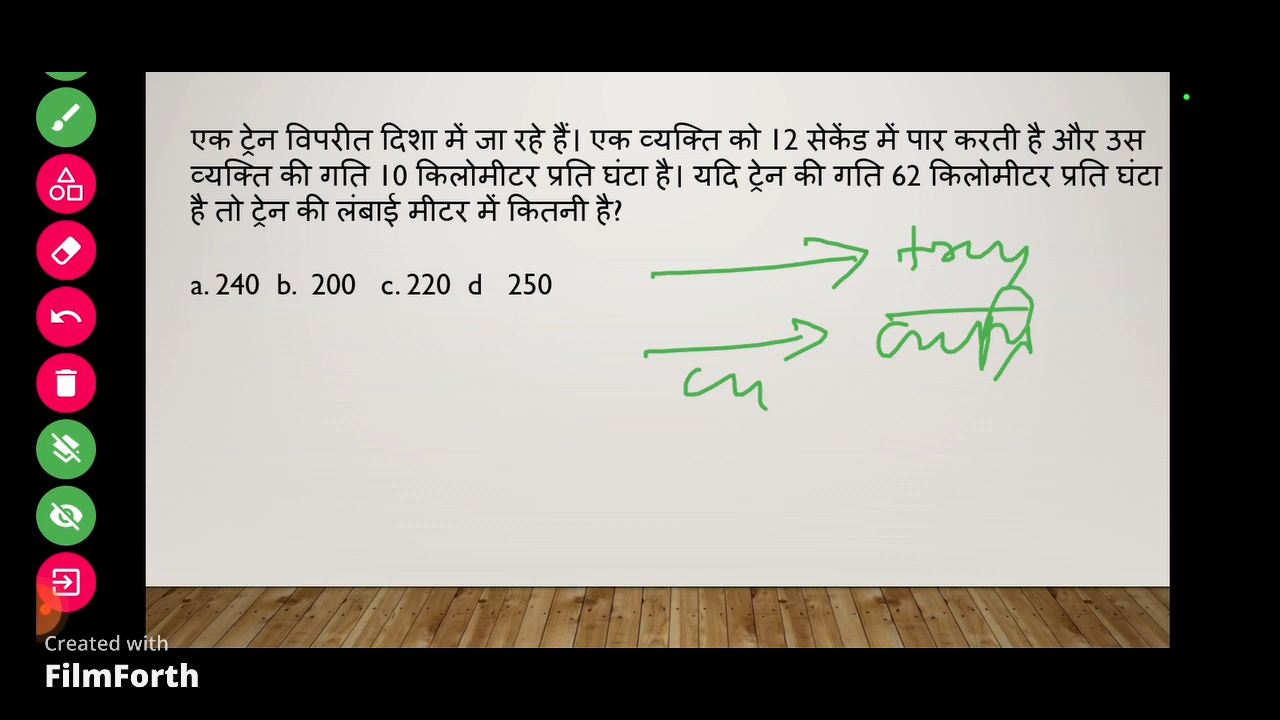 एक ट्रेन विपरीत दिशा में जा रहे हैं। एक व्यक्ति को 12 सेकेंड में पार करती है और उस
व्यक्ति की गति 10 किलोमीटर प्रति घंटा है। यदि ट्रेन की गति 62 किलोमीटर प्रति घंटा
है तो ट्रेन की लंबाई मीटर में कितनी है?
a. 240 b. 200 c. 220 d 250
Created with
FilmForth